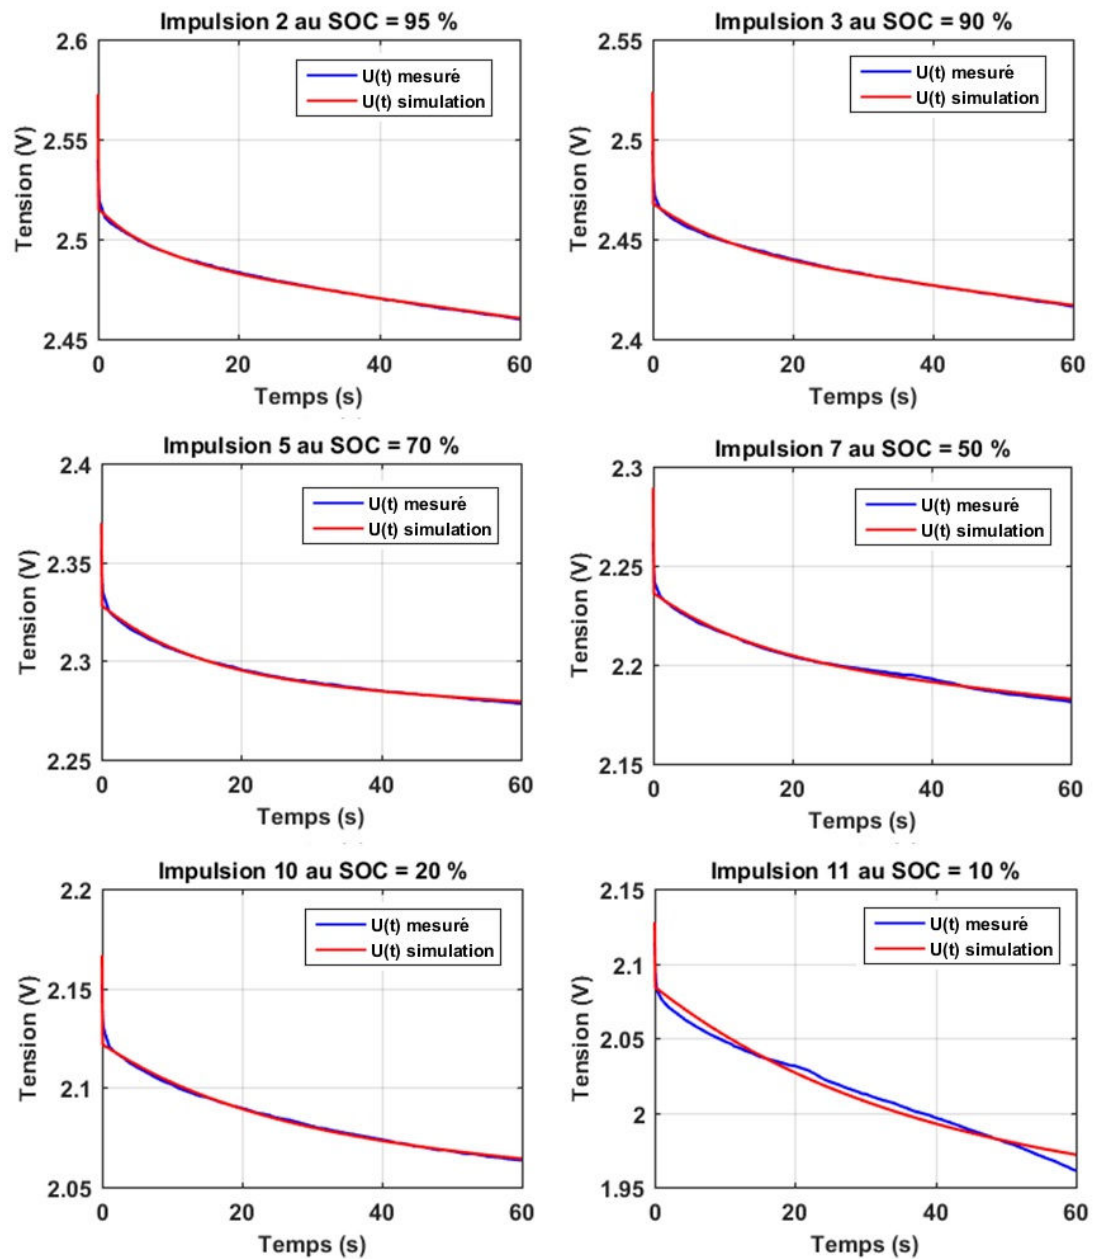 Impulsion 2 au SOC = 95 %
2.6
2.55
2.5
2.45
Tension (V)
U(t) mesuré
U(t) simulation
0 20 40 60
Temps (s)
Impulsion 3 au SOC = 90 %
2.55
2.5
2.45
2.4
Tension (V)
U(t) mesuré
U(t) simulation
0 20 40 60
Temps (s)
Impulsion 5 au SOC = 70 %
2.4
2.35
2.3
2.25
Tension (V)
U(t) mesuré
U(t) simulation
0 20 40 60
Temps (s)
Impulsion 7 au SOC = 50 %
2.3
2.25
2.2
2.15
Tension (V)
U(t) mesuré
U(t) simulation
0 20 40 60
Temps (s)
Impulsion 10 au SOC = 20 %
2.2
2.15
2.1
2.05
Tension (V)
U(t) mesuré
U(t) simulation
0 20 40 60
Temps (s)
Impulsion 11 au SOC = 10 %
2.15
2.1
2.05
2
1.95
Tension (V)
U(t) mesuré
U(t) simulation
0 20 40 60
Temps (s)